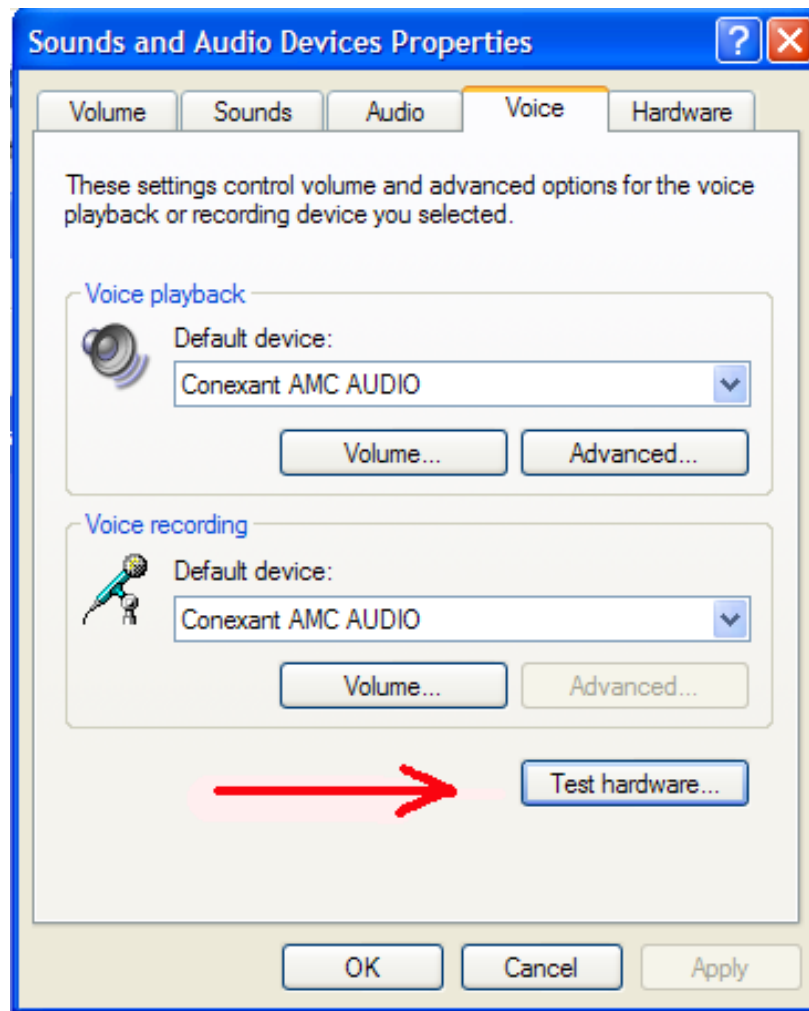 Sounds and Audio Devices Properties
?
Volume Sounds Audio Voice Hardware
These settings control volume and advanced options for the voice
playback or recording device you selected.
Voice playback
Default device:
Conexant AMC AUDIO
Volume... Advanced...
Voice recording
Default device:
Conexant AMC AUDIO
Volume... Advanced...
Test hardware...
OK Cancel Apply